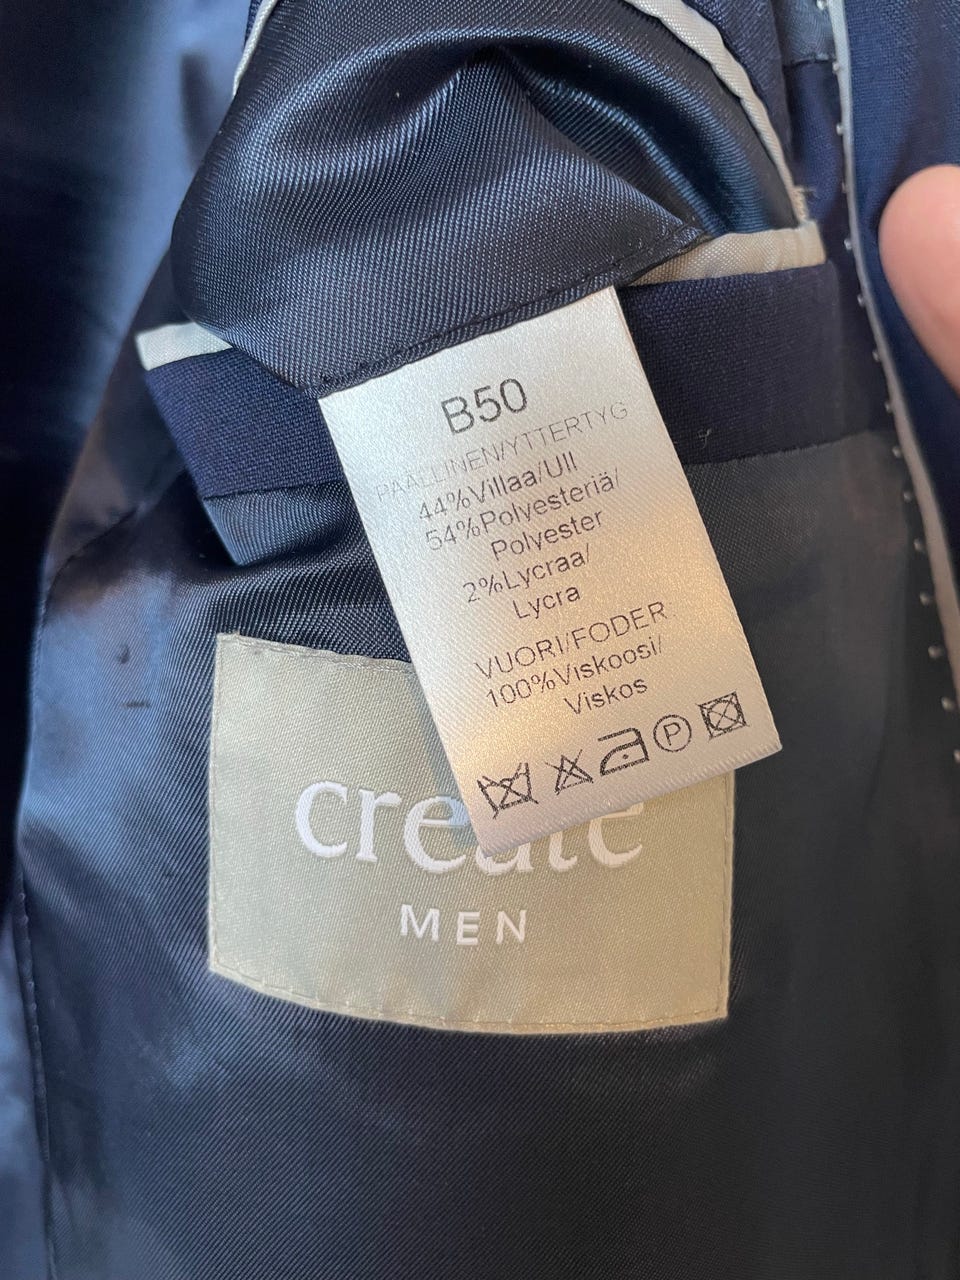 B50
PÄÄLLINEN/YTTERTYG
44%Villaa/Ull
54%Polyesteriä/
Polyester
2%Lycraa/
Lycra
VUORI/FODER
100%Viskoosi/
Viskos
P
create
MEN